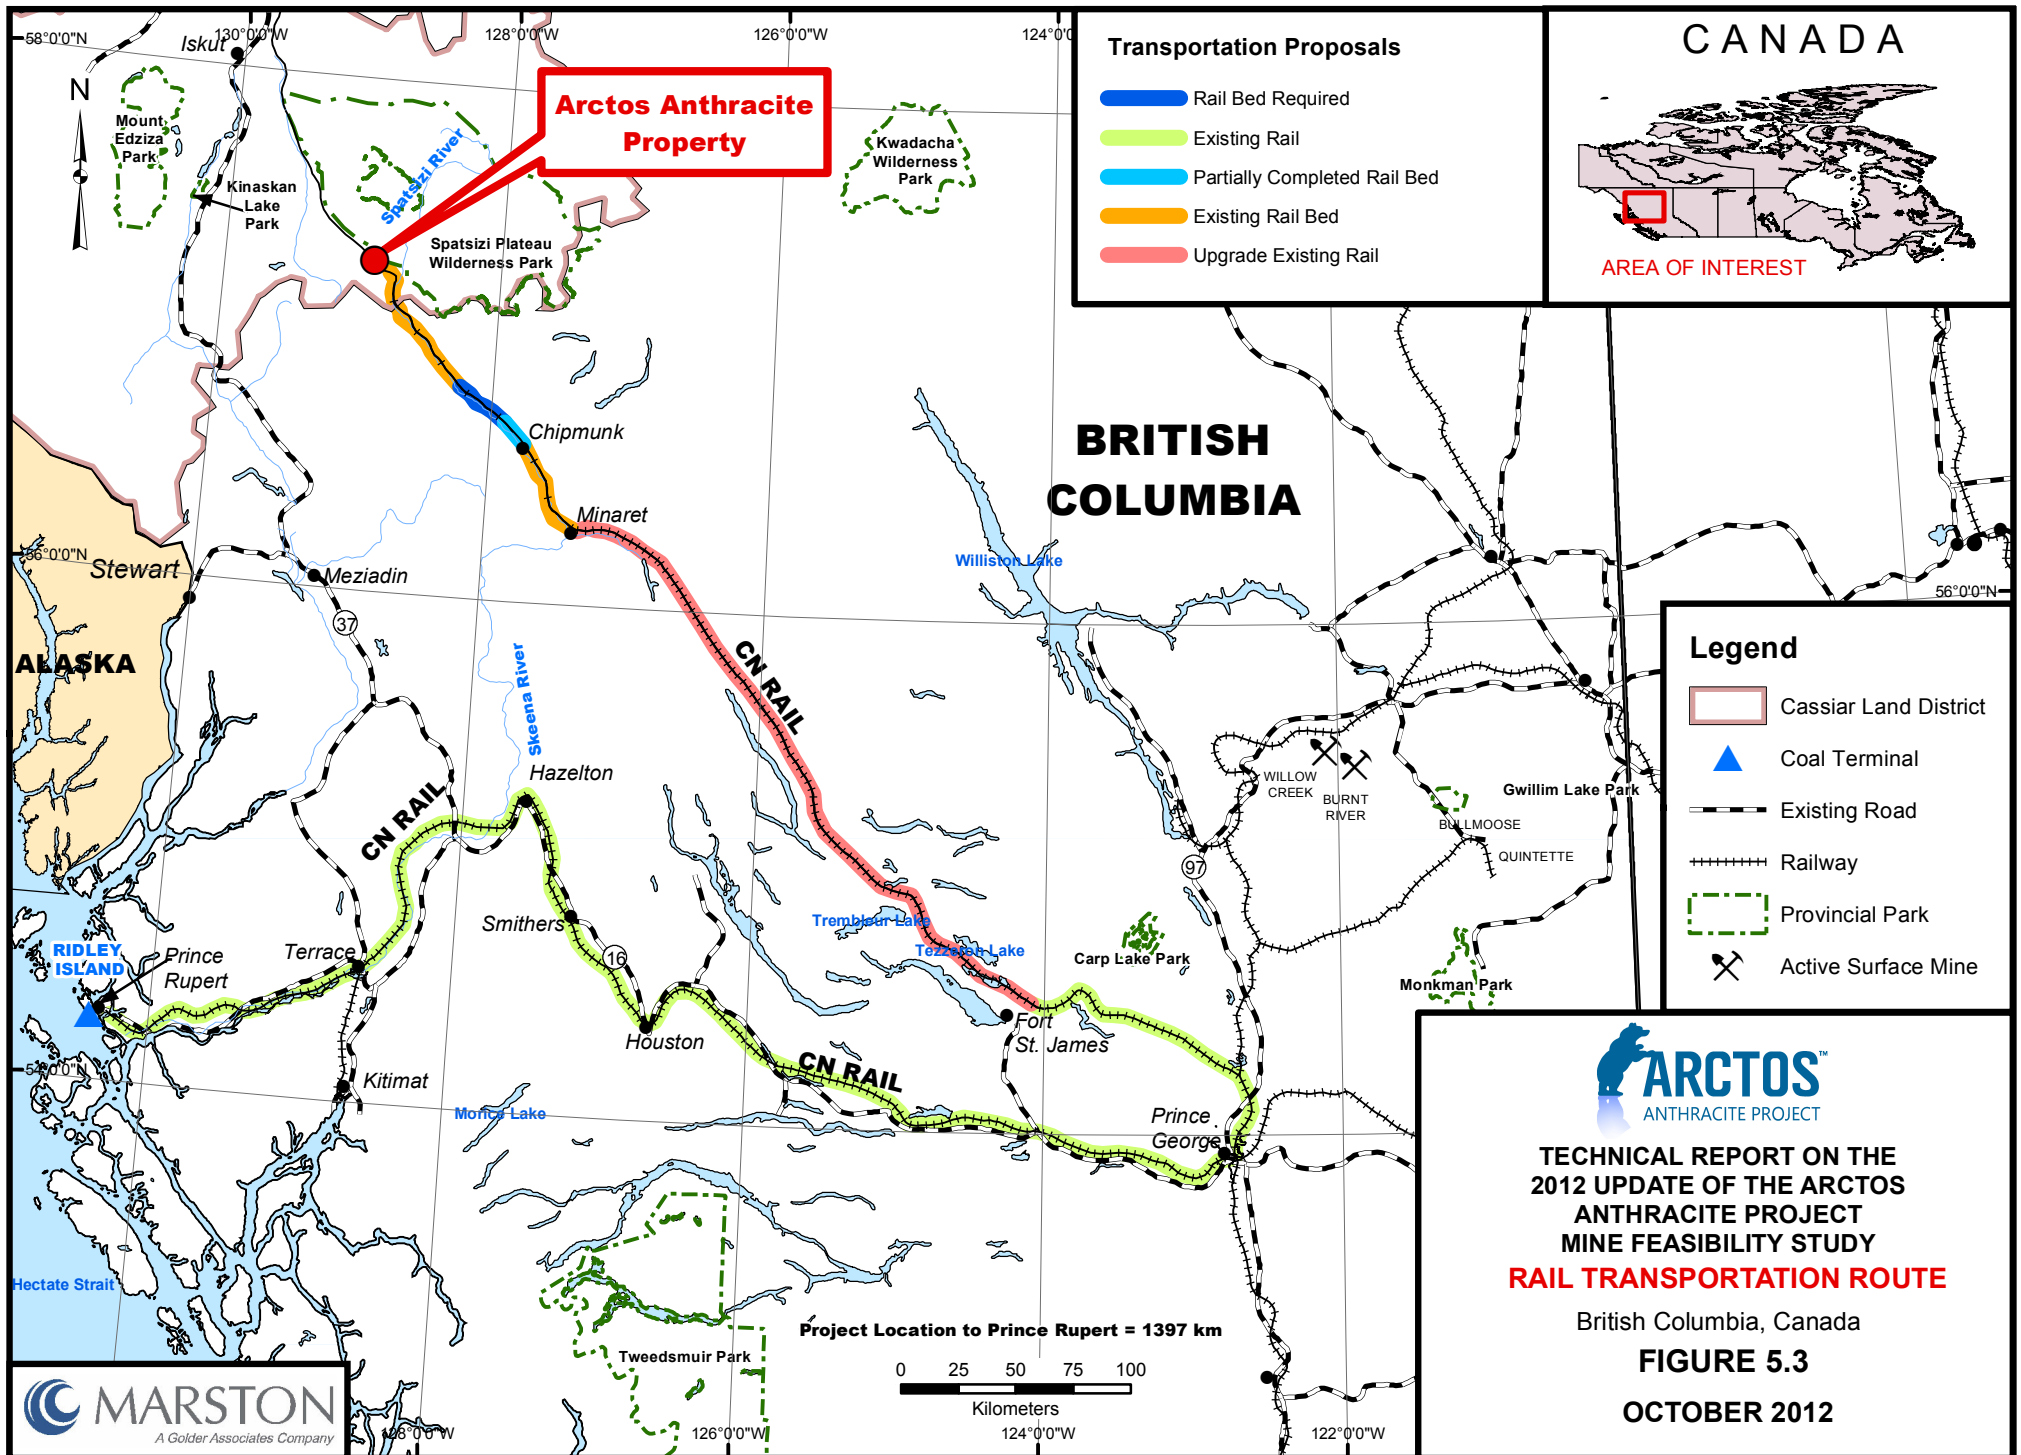 58°0'0"N
130°0'0"W
128°0'0"W
126°0'0"W
124°0'0
Iskut
N
Mount
Edziza
Park
Kinaskan
Lake
Park
Arctos Anthracite
Property
Spatsizi River
Spatsizi Plateau
Wilderness Park
Kwadacha
Wilderness
Park
Transportation Proposals
Rail Bed Required
Existing Rail
Partially Completed Rail Bed
Existing Rail Bed
Upgrade Existing Rail
CANADA
AREA OF INTEREST
BRITISH
COLUMBIA
Chipmunk
Minaret
56°0'0"N
Stewart
Meziadin
37
ALASKA
Skeena River
Williston Lake
56°0'0"N
CN RAIL
Hazelton
CN RAIL
Smithers
16
Houston
Terrace
Prince
Rupert
RIDLEY
ISLAND
54°0'0"N
Kitimat
Morice Lake
CN RAIL
Trembleur Lake
Tezzeron Lake
Fort
St. James
Carp Lake Park
97
WILLOW
CREEK
BURNT
RIVER
BULLMOOSE
QUINTETTE
Gwillim Lake Park
Monkman Park
Prince
George
Hectate Strait
Tweedsmuir Park
Project Location to Prince Rupert = 1397 km
0 25 50 75 100
Kilometers
128°0'0"W
126°0'0"W
124°0'0"W
122°0'0"W
Legend
Cassiar Land District
Coal Terminal
Existing Road
Railway
Provincial Park
Active Surface Mine
ARCTOS™
ANTHRACITE PROJECT
TECHNICAL REPORT ON THE
2012 UPDATE OF THE ARCTOS
ANTHRACITE PROJECT
MINE FEASIBILITY STUDY
RAIL TRANSPORTATION ROUTE
British Columbia, Canada
FIGURE 5.3
OCTOBER 2012
MARSTON
A Golder Associates Company